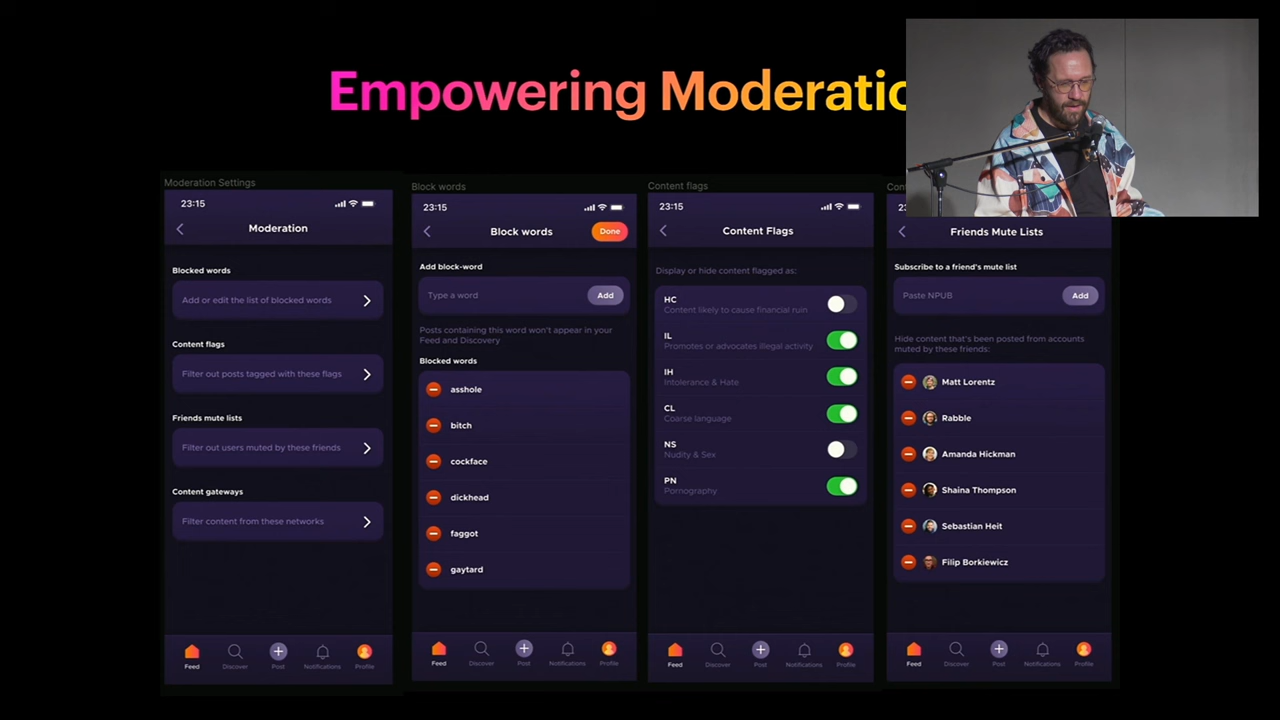 Empowering Moderatio
Moderation Settings
23:15
Moderation
Blocked words
Add or edit the list of blocked words
Content flags
Filter out posts tagged with these flags
Friends mute lists
Filter out users muted by these friends
Content gateways
Filter content from these networks
Feed
Discover
Post
Notifications
Profile
Block words
23:15
Block words
Done
Add block-word
Type a word
Add
Posts containing this word won't appear in your
Feed and Discovery
Blocked words
asshole
bitch
cockface
dickhead
faggot
gaytard
Feed
Discover
Post
Notifications
Profile
Content flags
23:15
Content Flags
Display or hide content flagged as:
HC
Content likely to cause financial ruin
IL
Promotes or advocates illegal activity
IH
Intolerance & Hate
CL
Coarse language
NS
Nudity & Sex
PN
Pornography
Feed
Discover
Post
Notifications
Profile
Friends Mute Lists
Subscribe to a friend's mute list
Paste NPUB
Add
Hide content that's been posted from accounts
muted by these friends:
Matt Lorentz
Rabble
Amanda Hickman
Shaina Thompson
Sebastian Heit
Filip Borkiewicz
Feed
Discover
Post
Notifications
Profile